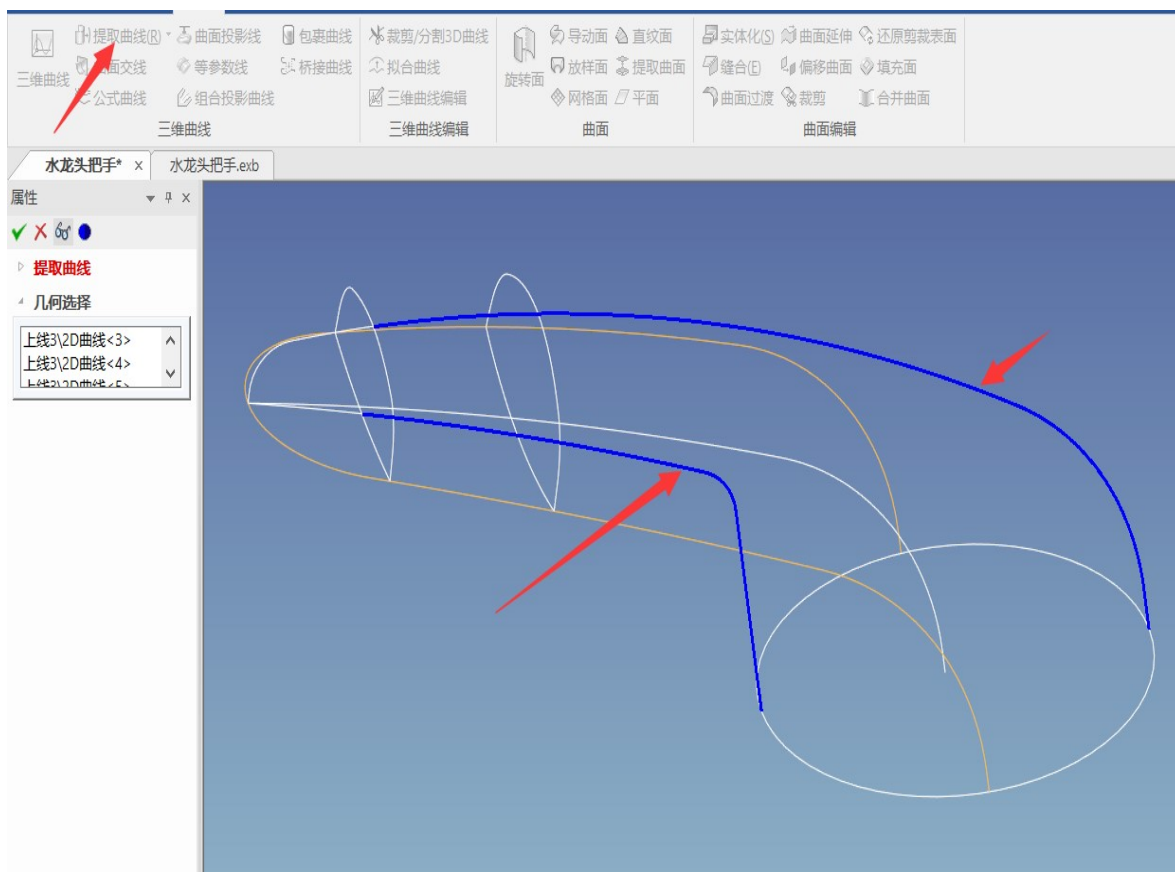 提取曲线(R) 曲面投影线 包裹曲线 裁剪/分割3D曲线 导动面 直纹面 实体化(S) 曲面延伸 还原剪裁表面
三维曲线 面交线 等参数线 桥接曲线 拟合曲线 旋转面 放样面 提取曲面 缝合(E) 偏移曲面 填充面
公式曲线 组合投影曲线 三维曲线编辑 网格面 平面 曲面过渡 裁剪 合并曲面
三维曲线 三维曲线编辑 曲面 曲面编辑
水龙头把手* x 水龙头把手.exb
属性
提取曲线
几何选择
上线3\2D曲线<3>
上线3\2D曲线<4>
上线3\2D曲线<5>